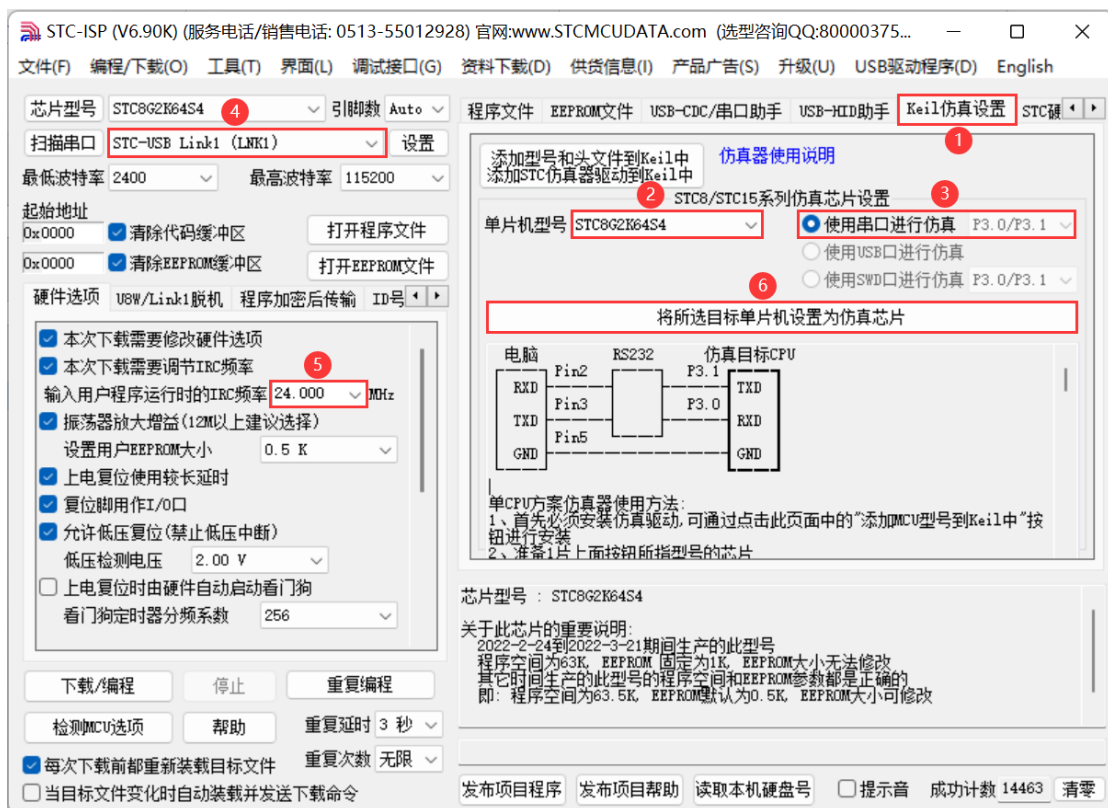 STC-ISP (V6.90K) (服务电话/销售电话: 0513-55012928) 官网:www.STCMCUDATA.com (选型咨询QQ:80000375...
文件(F) 编程/下载(O) 工具(T) 界面(L) 调试接口(G) 资料下载(D) 供货信息(I) 产品广告(S) 升级(U) USB驱动程序(D) English
芯片型号 STC8G2K64S4 引脚数 Auto
4
扫描串口 STC-USB Link1 (LNK1) 设置
最低波特率 2400 最高波特率 115200
起始地址
0x0000 清除代码缓冲区 打开程序文件
0x0000 清除EEPROM缓冲区 打开EEPROM文件
硬件选项 U8W/Link1脱机 程序加密后传输 ID号
本次下载需要修改硬件选项
本次下载需要调节IRC频率
5
输入用户程序运行时的IRC频率 24.000 MHz
振荡器放大增益(12M以上建议选择)
设置用户EEPROM大小 0.5 K
上电复位使用较长延时
复位脚用作I/O口
允许低压复位(禁止低压中断)
低压检测电压 2.00 V
上电复位时由硬件自动启动看门狗
看门狗定时器分频系数 256
下载/编程 停止 重复编程
检测MCU选项 帮助 重复延时 3 秒
每次下载前都重新装载目标文件 重复次数 无限
当目标文件变化时自动装载并发送下载命令
程序文件 EEPROM文件 USB-CDC/串口助手 USB-HID助手 Keil仿真设置 STC硬
1
添加型号和头文件到Keil中
添加STC仿真器驱动到Keil中
仿真器使用说明
2
3
STC8/STC15系列仿真芯片设置
单片机型号 STC8G2K64S4 使用串口进行仿真 P3.0/P3.1
使用USB口进行仿真
使用SWD口进行仿真 P3.0/P3.1
6
将所选目标单片机设置为仿真芯片
电脑 RS232 仿真目标CPU
Pin2 P3.1
RXD TXD
Pin3 P3.0
TXD RXD
Pin5
GND GND
单CPU方案仿真器使用方法:
1、首先必须安装仿真驱动,可通过点击此页面中的"添加MCU型号到Keil中"按
钮进行安装
2、准备1片上面按钮所指型号的芯片
芯片型号 : STC8G2K64S4
关于此芯片的重要说明:
2022-2-24到2022-3-21期间生产的此型号
程序空间为63K, EEPROM 固定为1K, EEPROM大小无法修改
其它时间生产的此型号的程序空间和EEPROM参数都是正确的
即: 程序空间为63.5K, EEPROM默认为0.5K, EEPROM大小可修改
发布项目程序 发布项目帮助 读取本机硬盘号 提示音 成功计数 14463 清零